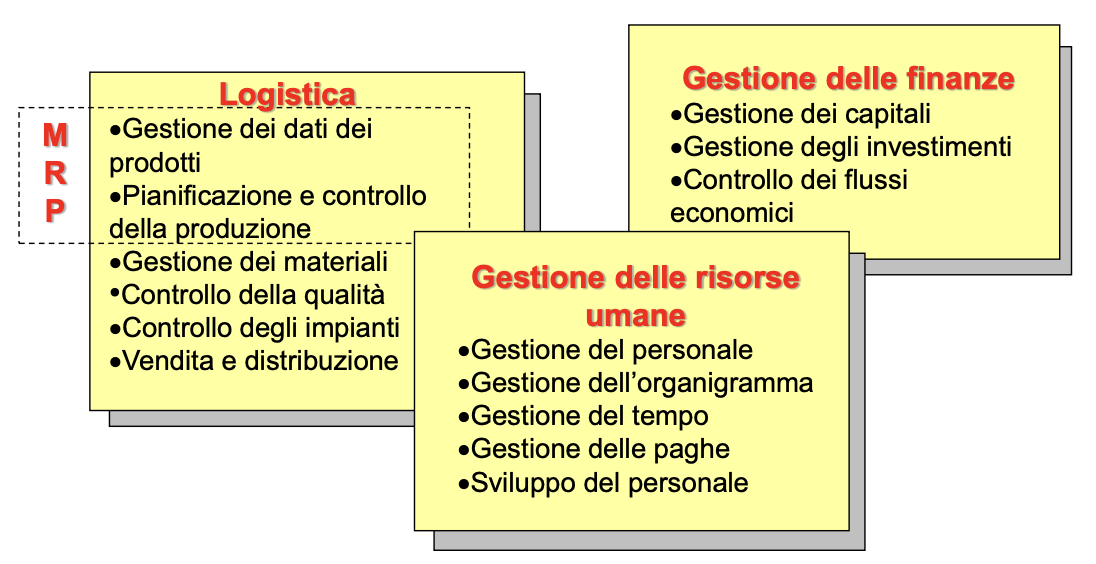 Logistica
M
R
P
•Gestione dei dati dei
prodotti
•Pianificazione e controllo
della produzione
•Gestione dei materiali
•Controllo della qualità
•Controllo degli impianti
•Vendita e distribuzione
Gestione delle finanze
•Gestione dei capitali
•Gestione degli investimenti
•Controllo dei flussi
economici
Gestione delle risorse
umane
•Gestione del personale
•Gestione dell’organigramma
•Gestione del tempo
•Gestione delle paghe
•Sviluppo del personale